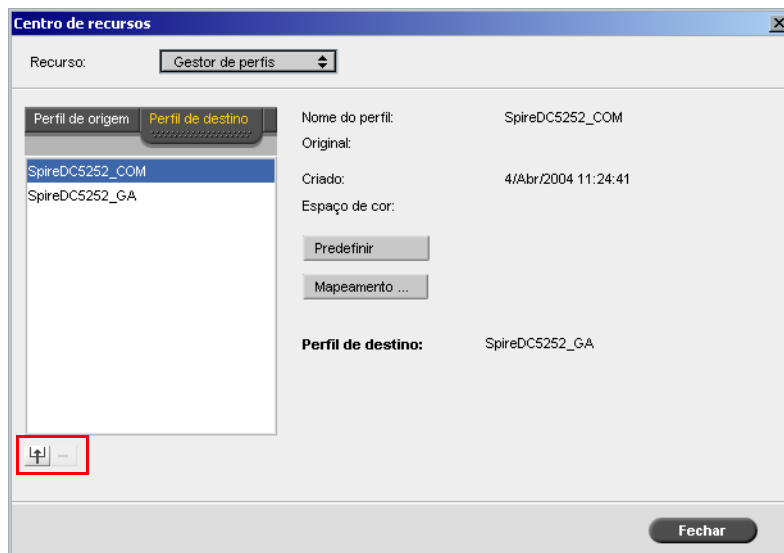 Centro de recursos
Recurso: Gestor de perfis
Perfil de origem Perfil de destino
SpireDC5252_COM
SpireDC5252_GA
Nome do perfil: SpireDC5252_COM
Original:
Criado: 4/Abr/2004 11:24:41
Espaço de cor:
Predefinir
Mapeamento ...
Perfil de destino: SpireDC5252_GA
Fechar